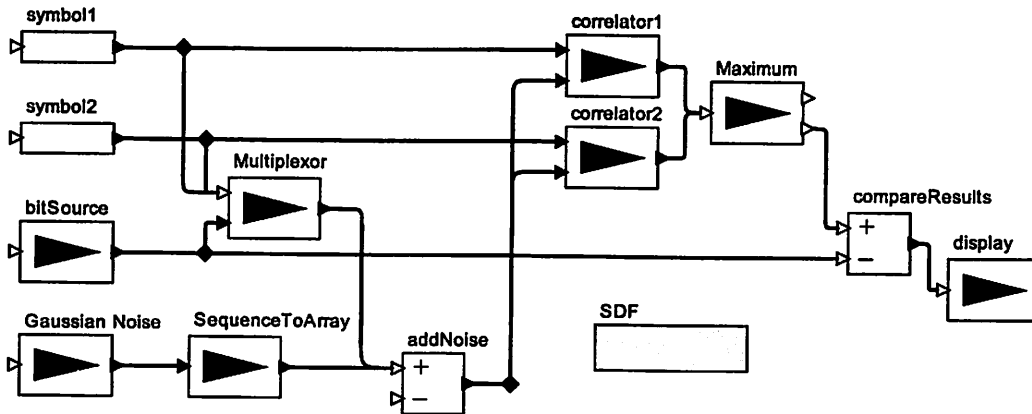 symbol1
correlator1
Maximum
symbol2
correlator2
Multiplexor
bitSource
compareResults
+
−
display
Gaussian Noise
SequenceToArray
SDF
addNoise
+
−